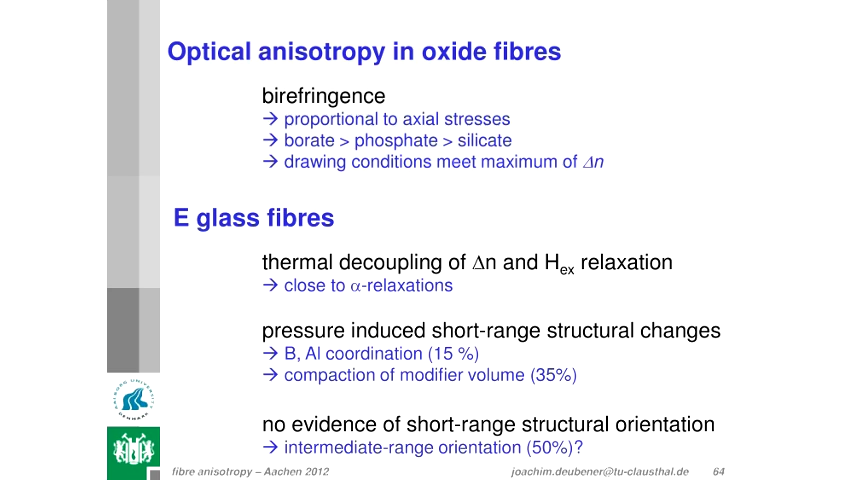 Optical anisotropy in oxide fibres
birefringence
→ proportional to axial stresses
→ borate > phosphate > silicate
→ drawing conditions meet maximum of Δn
E glass fibres
thermal decoupling of Δn and Hex relaxation
→ close to α-relaxations
pressure induced short-range structural changes
→ B, Al coordination (15 %)
→ compaction of modifier volume (35%)
no evidence of short-range structural orientation
→ intermediate-range orientation (50%)?
AALBORG UNIVERSITY
DENMARK
fibre anisotropy – Aachen 2012 joachim.deubener@tu-clausthal.de 64